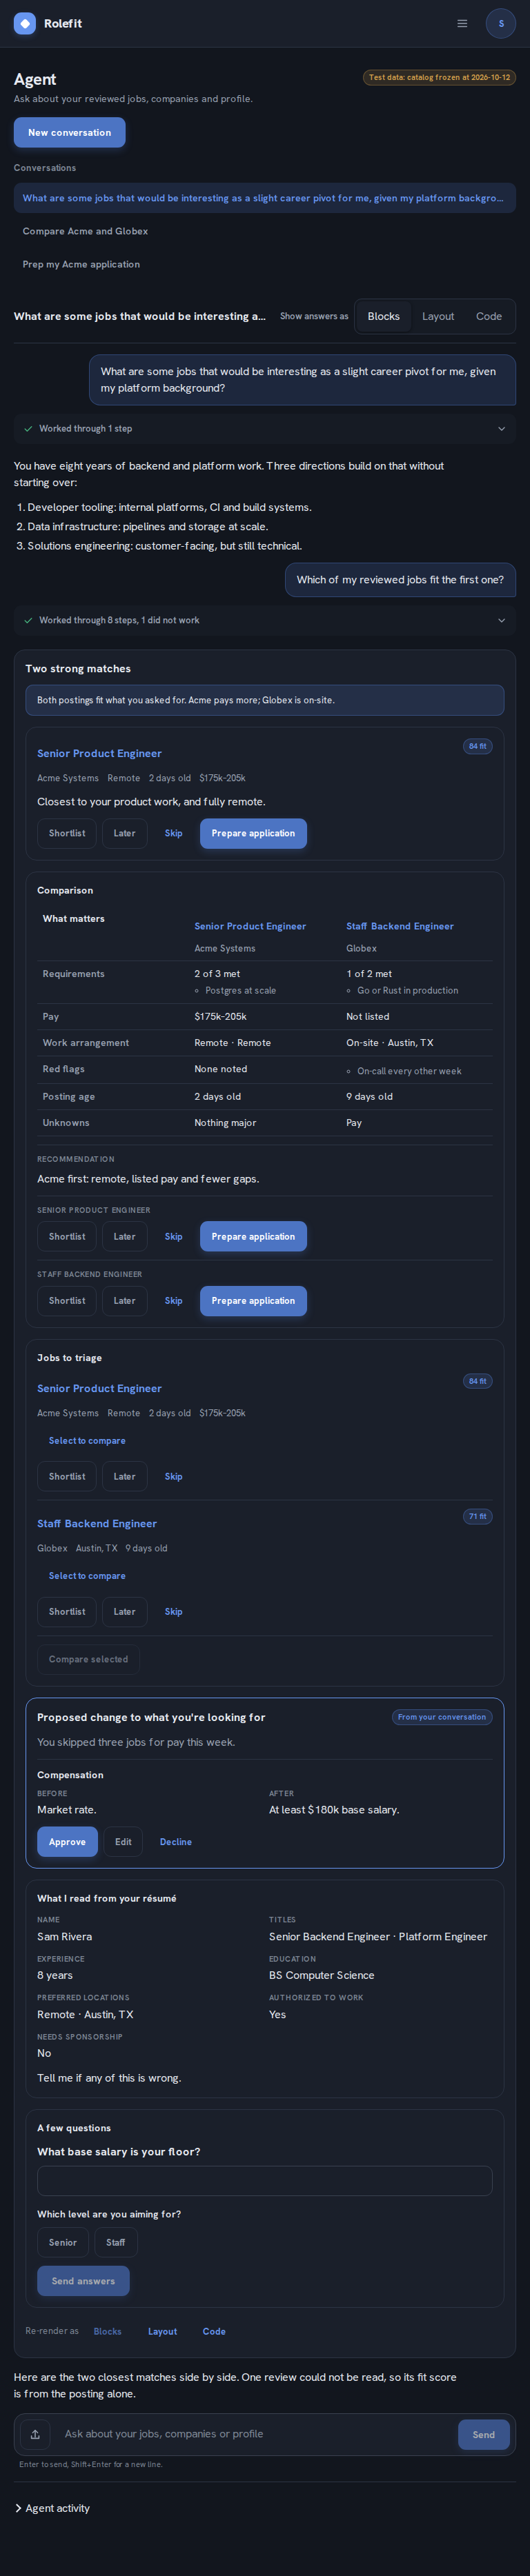 Rolefit
S
Agent
Test data: catalog frozen at 2026-10-12
Ask about your reviewed jobs, companies and profile.
New conversation
Conversations
What are some jobs that would be interesting as a slight career pivot for me, given my platform backgro...
Compare Acme and Globex
Prep my Acme application
What are some jobs that would be interesting a...
Show answers as
Blocks
Layout
Code
What are some jobs that would be interesting as a slight career pivot for me, given
my platform background?
Worked through 1 step
You have eight years of backend and platform work. Three directions build on that without
starting over:
1. Developer tooling: internal platforms, CI and build systems.
2. Data infrastructure: pipelines and storage at scale.
3. Solutions engineering: customer-facing, but still technical.
Which of my reviewed jobs fit the first one?
Worked through 8 steps, 1 did not work
Two strong matches
Both postings fit what you asked for. Acme pays more; Globex is on-site.
Senior Product Engineer
84 fit
Acme Systems Remote 2 days old $175k-205k
Closest to your product work, and fully remote.
Shortlist Later Skip Prepare application
Comparison
What matters
Senior Product Engineer Staff Backend Engineer
Acme Systems Globex
Requirements 2 of 3 met 1 of 2 met
Postgres at scale Go or Rust in production
Pay $175k-205k Not listed
Work arrangement Remote · Remote On-site · Austin, TX
Red flags None noted On-call every other week
Posting age 2 days old 9 days old
Unknowns Nothing major Pay
RECOMMENDATION
Acme first: remote, listed pay and fewer gaps.
SENIOR PRODUCT ENGINEER
Shortlist Later Skip Prepare application
STAFF BACKEND ENGINEER
Shortlist Later Skip Prepare application
Jobs to triage
Senior Product Engineer
84 fit
Acme Systems Remote 2 days old $175k-205k
Select to compare
Shortlist Later Skip
Staff Backend Engineer
71 fit
Globex Austin, TX 9 days old
Select to compare
Shortlist Later Skip
Compare selected
Proposed change to what you're looking for
From your conversation
You skipped three jobs for pay this week.
Compensation
BEFORE AFTER
Market rate. At least $180k base salary.
Approve Edit Decline
What I read from your résumé
NAME TITLES
Sam Rivera Senior Backend Engineer · Platform Engineer
EXPERIENCE EDUCATION
8 years BS Computer Science
PREFERRED LOCATIONS AUTHORIZED TO WORK
Remote · Austin, TX Yes
NEEDS SPONSORSHIP
No
Tell me if any of this is wrong.
A few questions
What base salary is your floor?
Which level are you aiming for?
Senior Staff
Send answers
Re-render as Blocks Layout Code
Here are the two closest matches side by side. One review could not be read, so its fit score
is from the posting alone.
Ask about your jobs, companies or profile
Send
Enter to send, Shift+Enter for a new line.
Agent activity